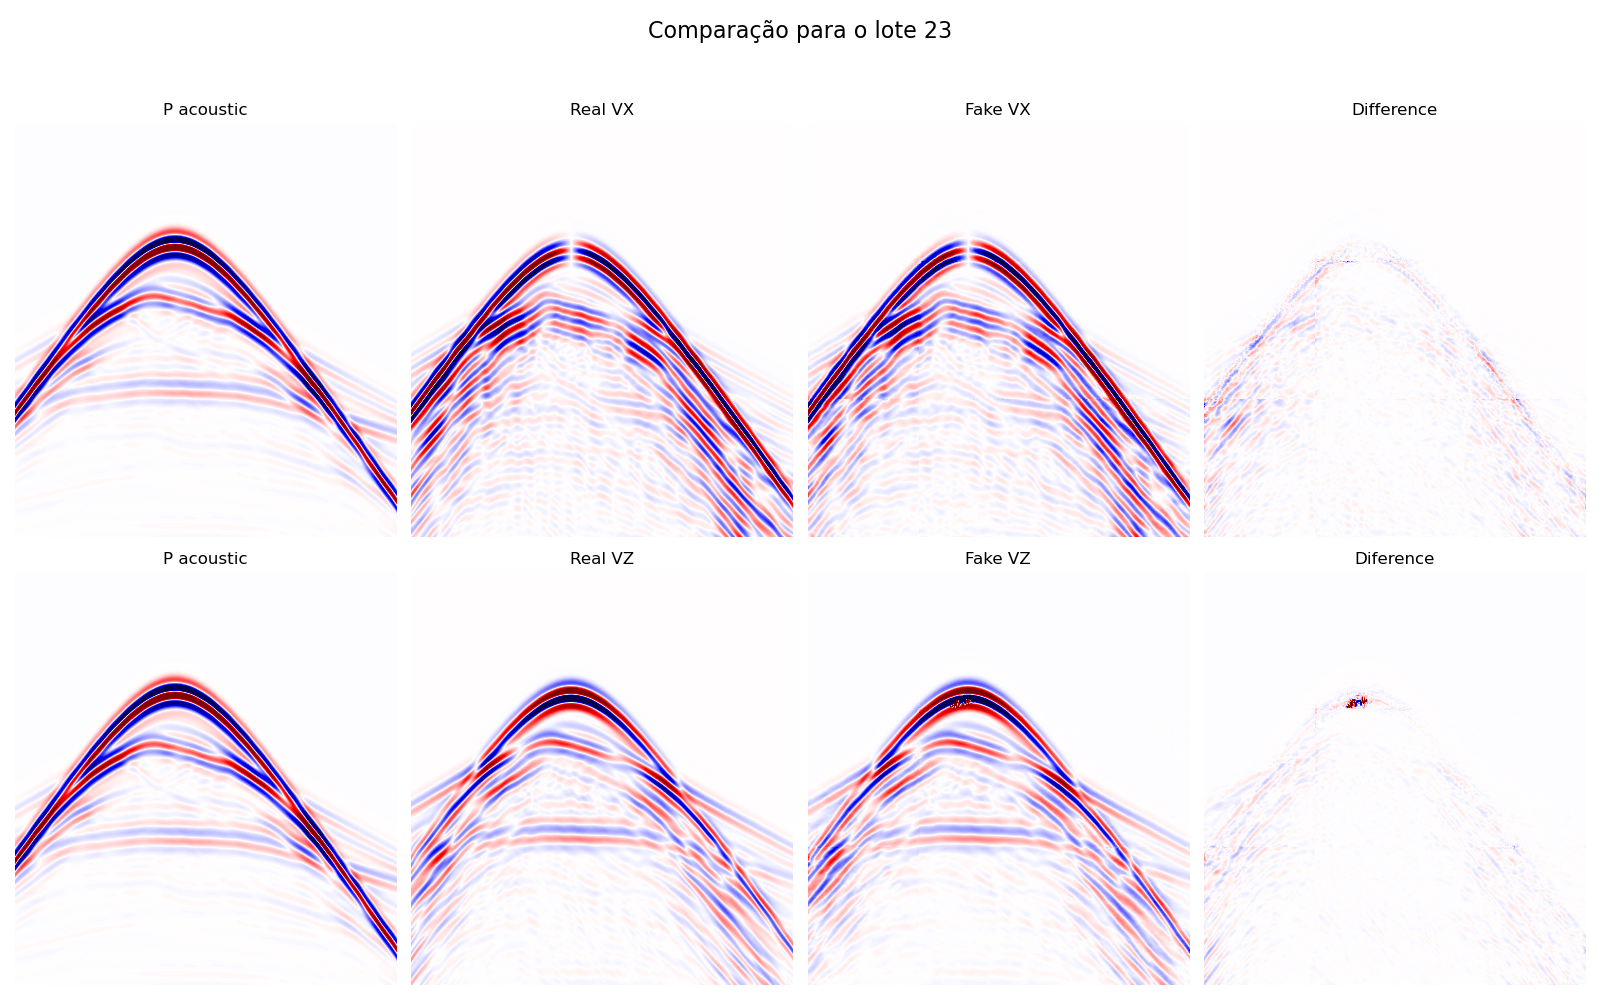 Comparação para o lote 23
P acoustic
Real VX
Fake VX
Difference
P acoustic
Real VZ
Fake VZ
Diference